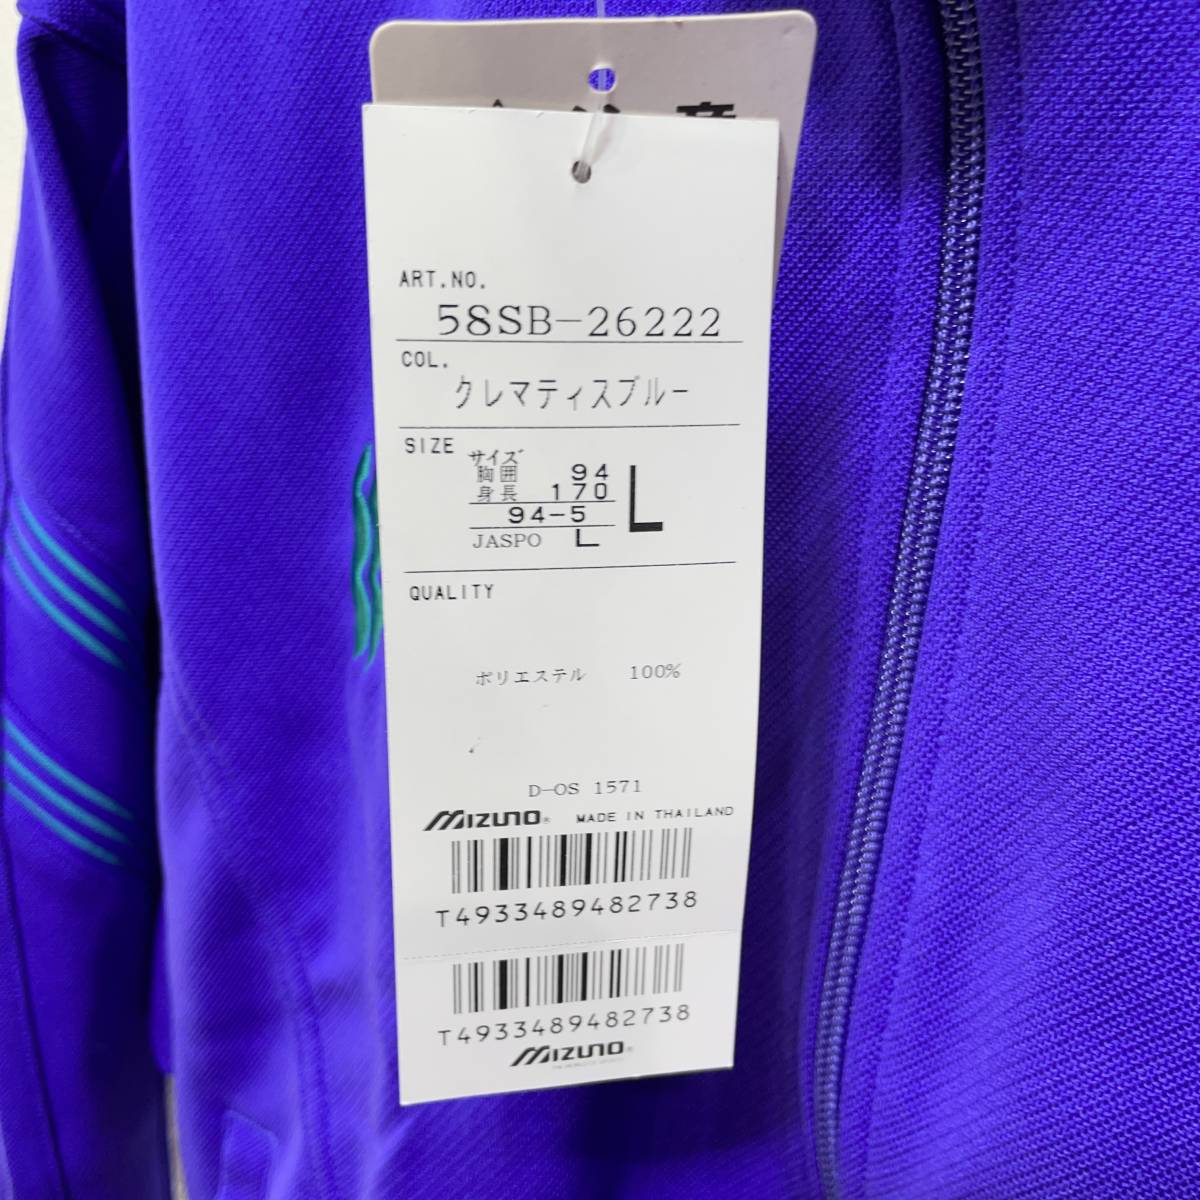 ART.NO.
58SB-26222
COL.
クレマティスブルー
SIZE
サイズ
胸囲 94
身長 170
94-5
JASPO L
L
QUALITY
ポリエステル 100%
D-OS 1571
MIZUNO® MADE IN THAILAND
T4933489482738
T4933489482738
MIZUNO®